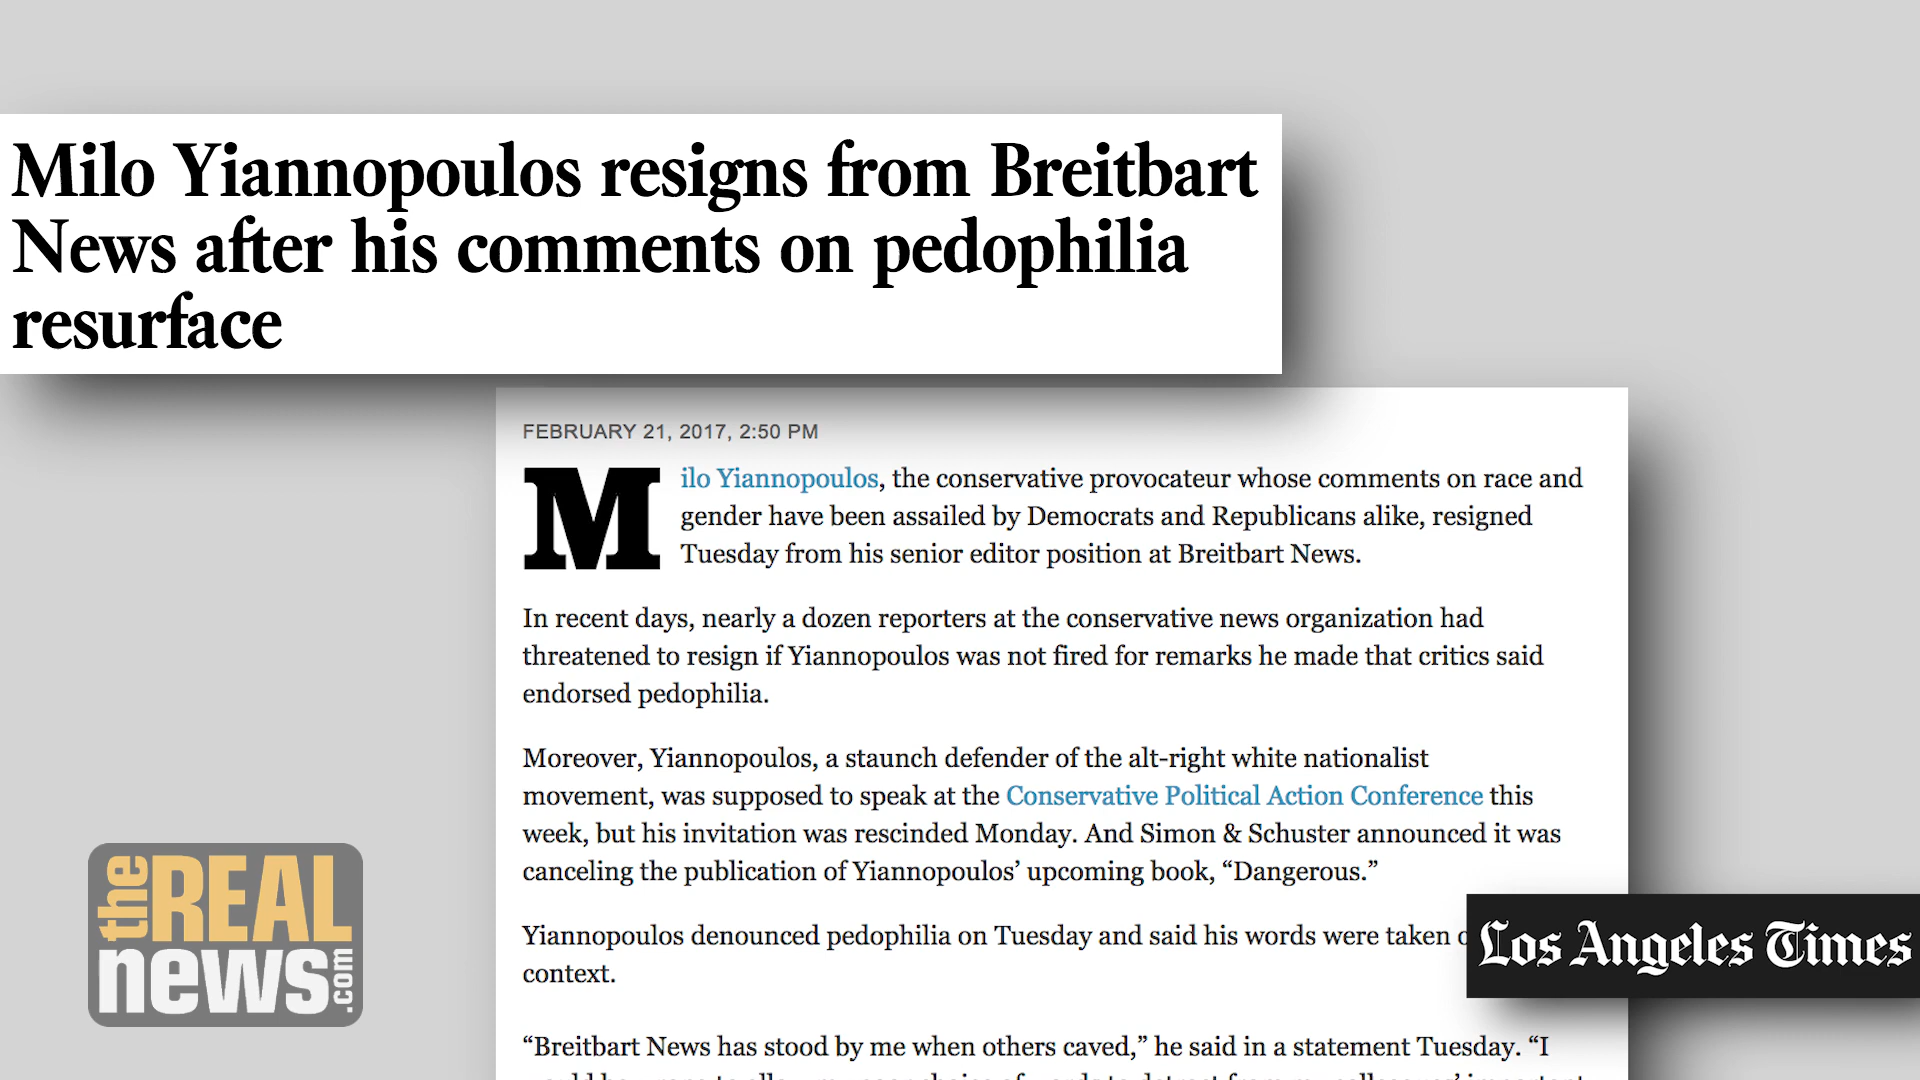 Milo Yiannopoulos resigns from Breitbart
News after his comments on pedophilia
resurface
FEBRUARY 21, 2017, 2:50 PM
Milo Yiannopoulos, the conservative provocateur whose comments on race and
gender have been assailed by Democrats and Republicans alike, resigned
Tuesday from his senior editor position at Breitbart News.
In recent days, nearly a dozen reporters at the conservative news organization had
threatened to resign if Yiannopoulos was not fired for remarks he made that critics said
endorsed pedophilia.
Moreover, Yiannopoulos, a staunch defender of the alt-right white nationalist
movement, was supposed to speak at the Conservative Political Action Conference this
week, but his invitation was rescinded Monday. And Simon & Schuster announced it was
canceling the publication of Yiannopoulos’ upcoming book, “Dangerous.”
Yiannopoulos denounced pedophilia on Tuesday and said his words were taken
context.
“Breitbart News has stood by me when others caved,” he said in a statement Tuesday. “I
the REAL
news.com
Los Angeles Times